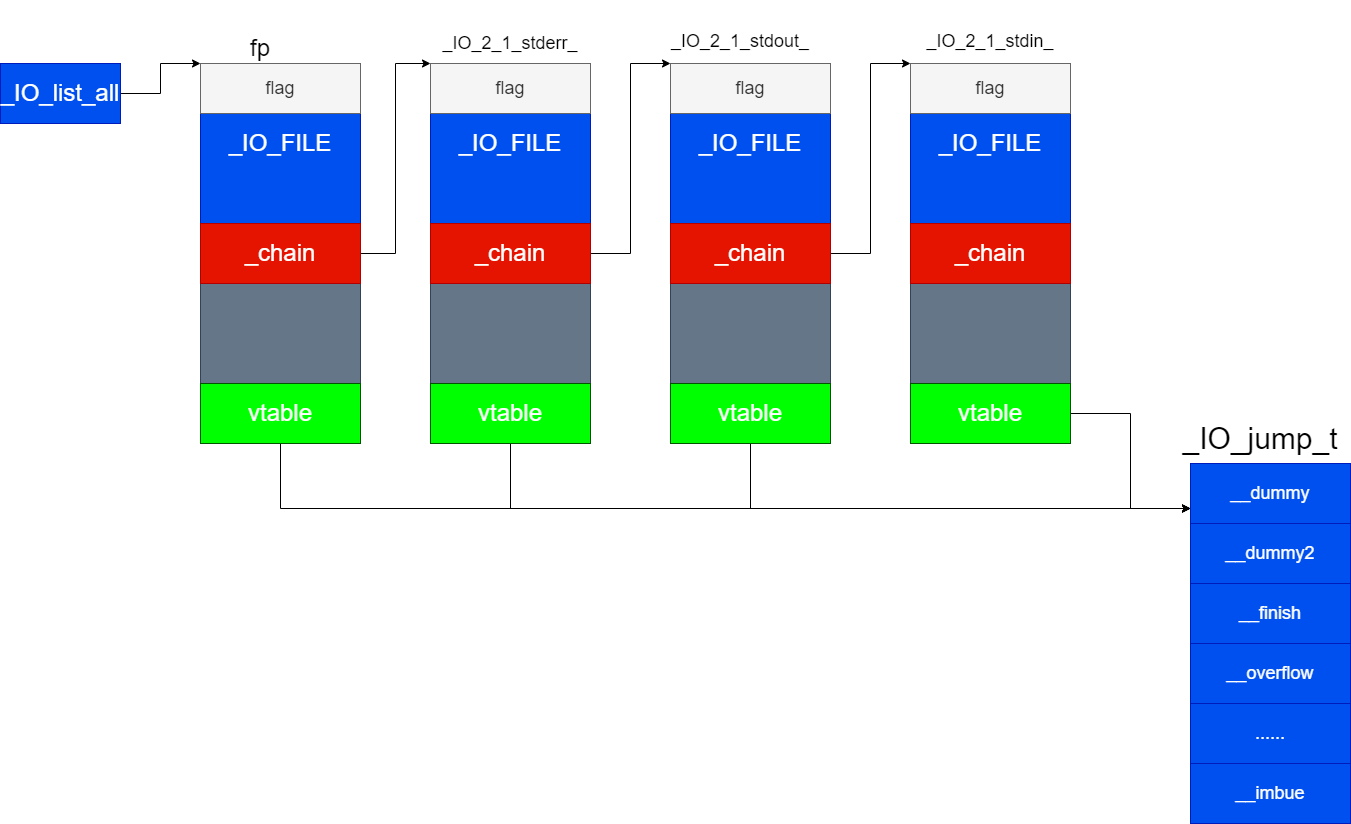 fp
_IO_2_1_stderr_
_IO_2_1_stdout_
_IO_2_1_stdin_
_IO_list_all
flag
flag
flag
flag
_IO_FILE
_IO_FILE
_IO_FILE
_IO_FILE
_chain
_chain
_chain
_chain
vtable
vtable
vtable
vtable
_IO_jump_t
__dummy
__dummy2
__finish
__overflow
......
__imbue